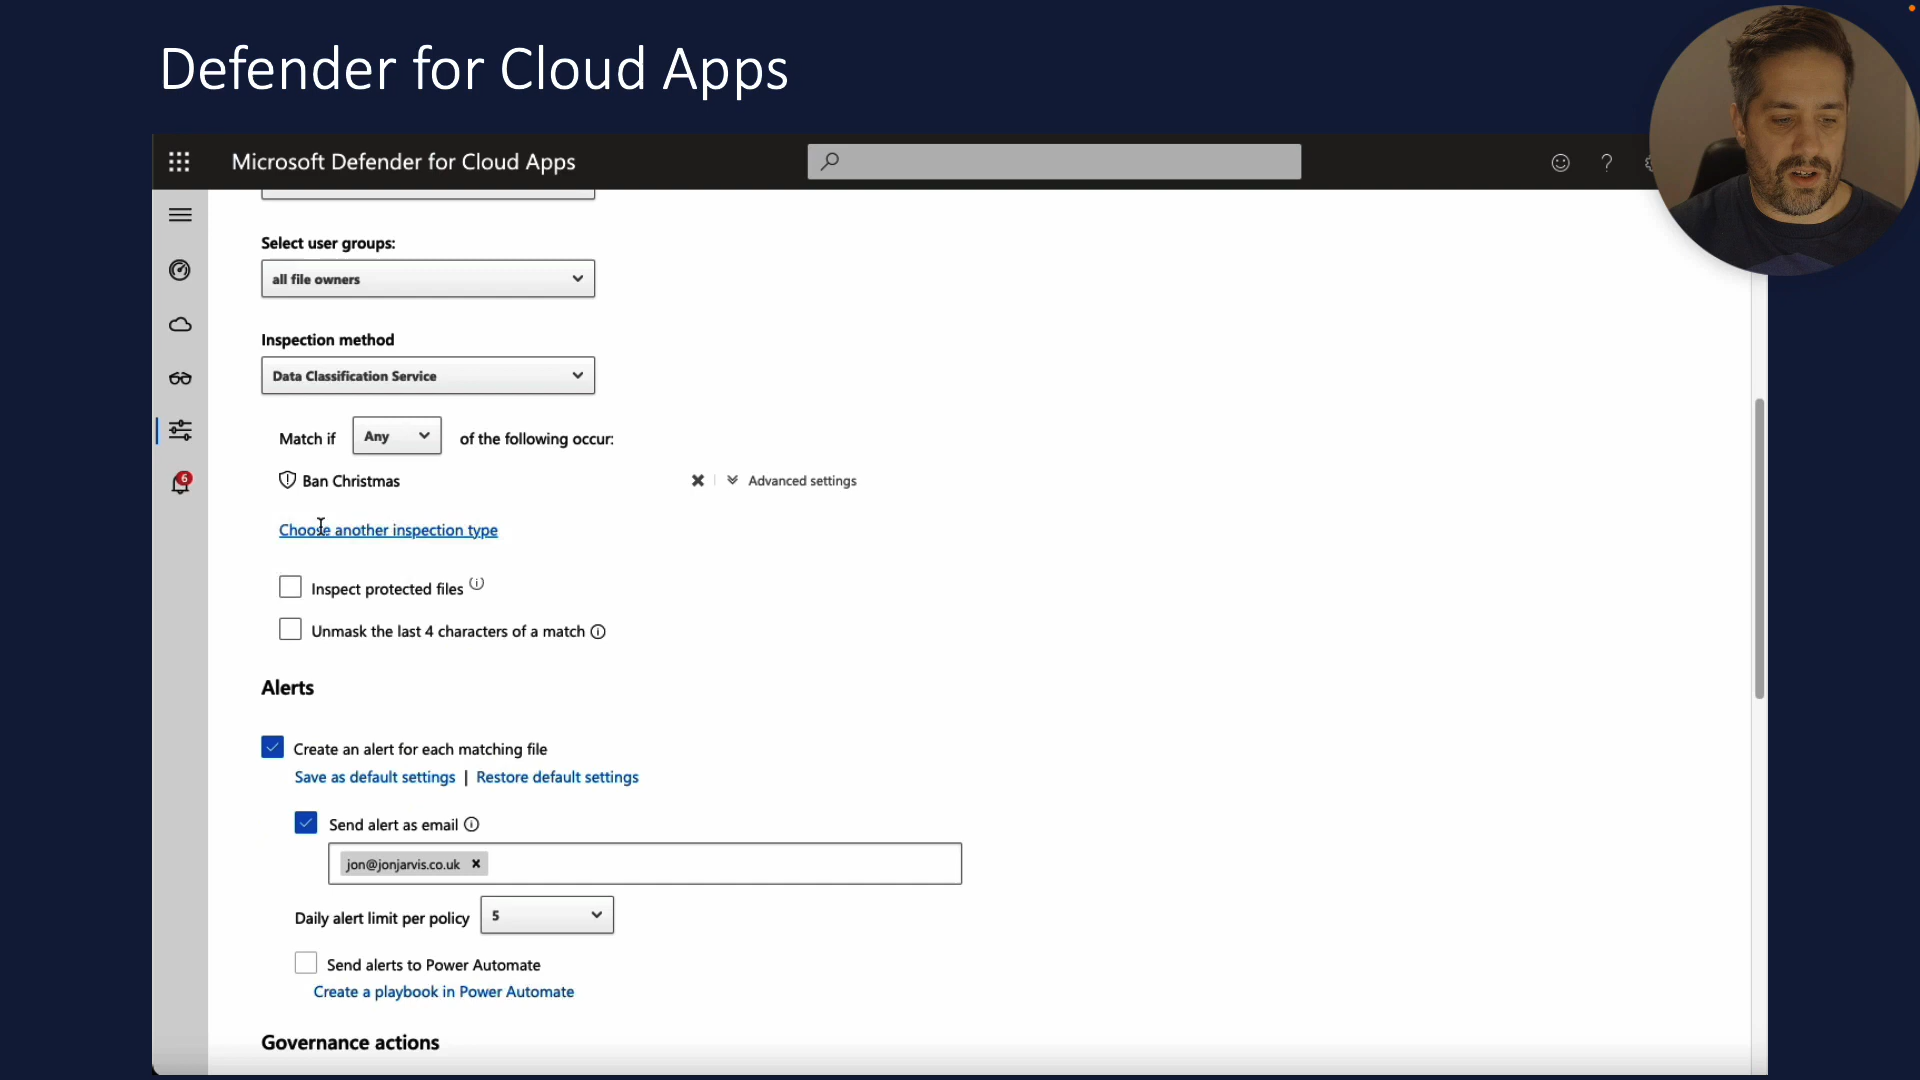 Defender for Cloud Apps
Microsoft Defender for Cloud Apps
?
Select user groups:
all file owners
Inspection method
Data Classification Service
Match if Any of the following occur:
Ban Christmas Advanced settings
Choose another inspection type
Inspect protected files
Unmask the last 4 characters of a match
6
Alerts
Create an alert for each matching file
Save as default settings | Restore default settings
Send alert as email
jon@jonjarvis.co.uk
Daily alert limit per policy 5
Send alerts to Power Automate
Create a playbook in Power Automate
Governance actions